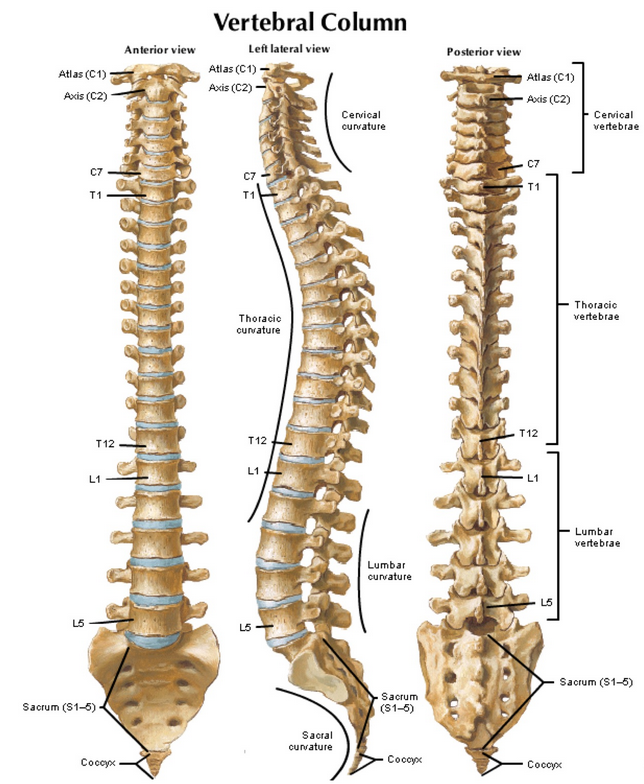 Vertebral Column
Anterior view
Atlas (C1)
Axis (C2)
C7
T1
T12
L1
L5
Sacrum (S1–5)
Coccyx
Left lateral view
Atlas (C1)
Axis (C2)
Cervical
curvature
C7
T1
Thoracic
curvature
T12
L1
Lumbar
curvature
L5
Sacrum
(S1–5)
Sacral
curvature
Coccyx
Posterior view
Atlas (C1)
Axis (C2)
Cervical
vertebrae
C7
T1
Thoracic
vertebrae
T12
L1
Lumbar
vertebrae
L5
Sacrum (S1–5)
Coccyx